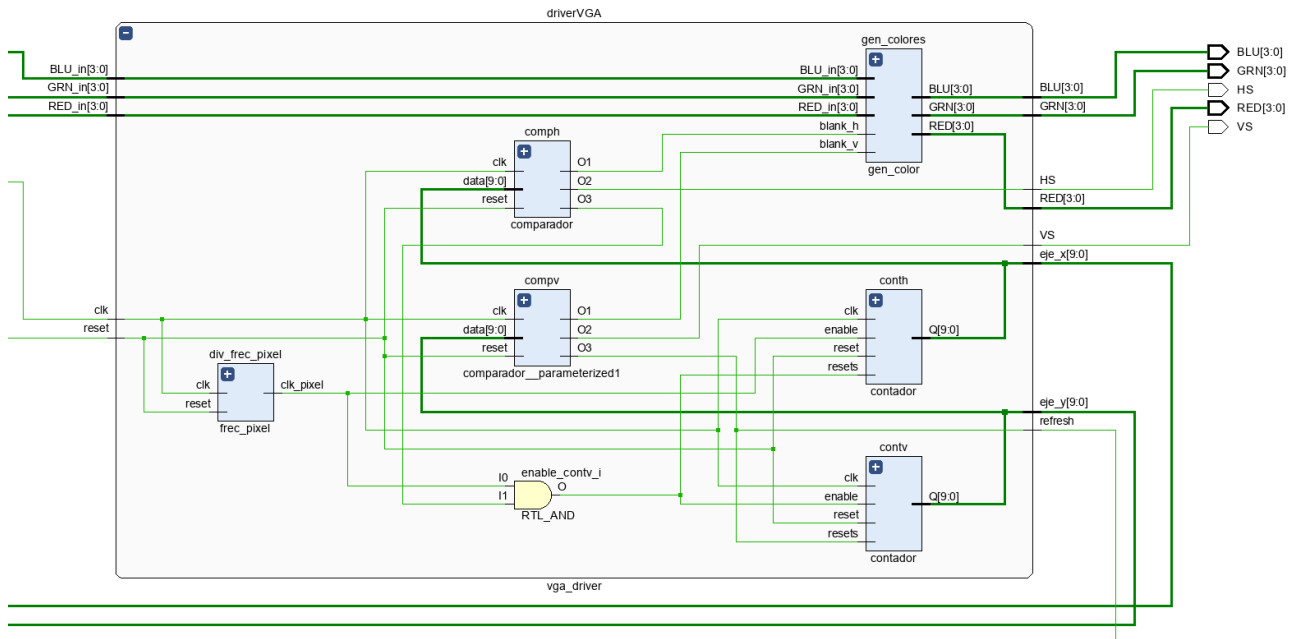 driverVGA
gen_colores
BLU_in[3:0]
GRN_in[3:0]
RED_in[3:0]
BLU_in[3:0]
GRN_in[3:0]
RED_in[3:0]
blank_h
blank_v
BLU[3:0]
GRN[3:0]
RED[3:0]
gen_color
BLU[3:0]
GRN[3:0]
HS
RED[3:0]
VS
eje_x[9:0]
BLU[3:0]
GRN[3:0]
HS
RED[3:0]
VS
comph
clk
data[9:0]
reset
O1
O2
O3
comparador
compv
clk
data[9:0]
reset
O1
O2
O3
comparador__parameterized1
clk
reset
div_frec_pixel
clk
reset
clk_pixel
frec_pixel
conth
clk
enable
reset
resets
Q[9:0]
contador
eje_y[9:0]
refresh
enable_contv_i
I0
I1
O
RTL_AND
contv
clk
enable
reset
resets
Q[9:0]
contador
vga_driver